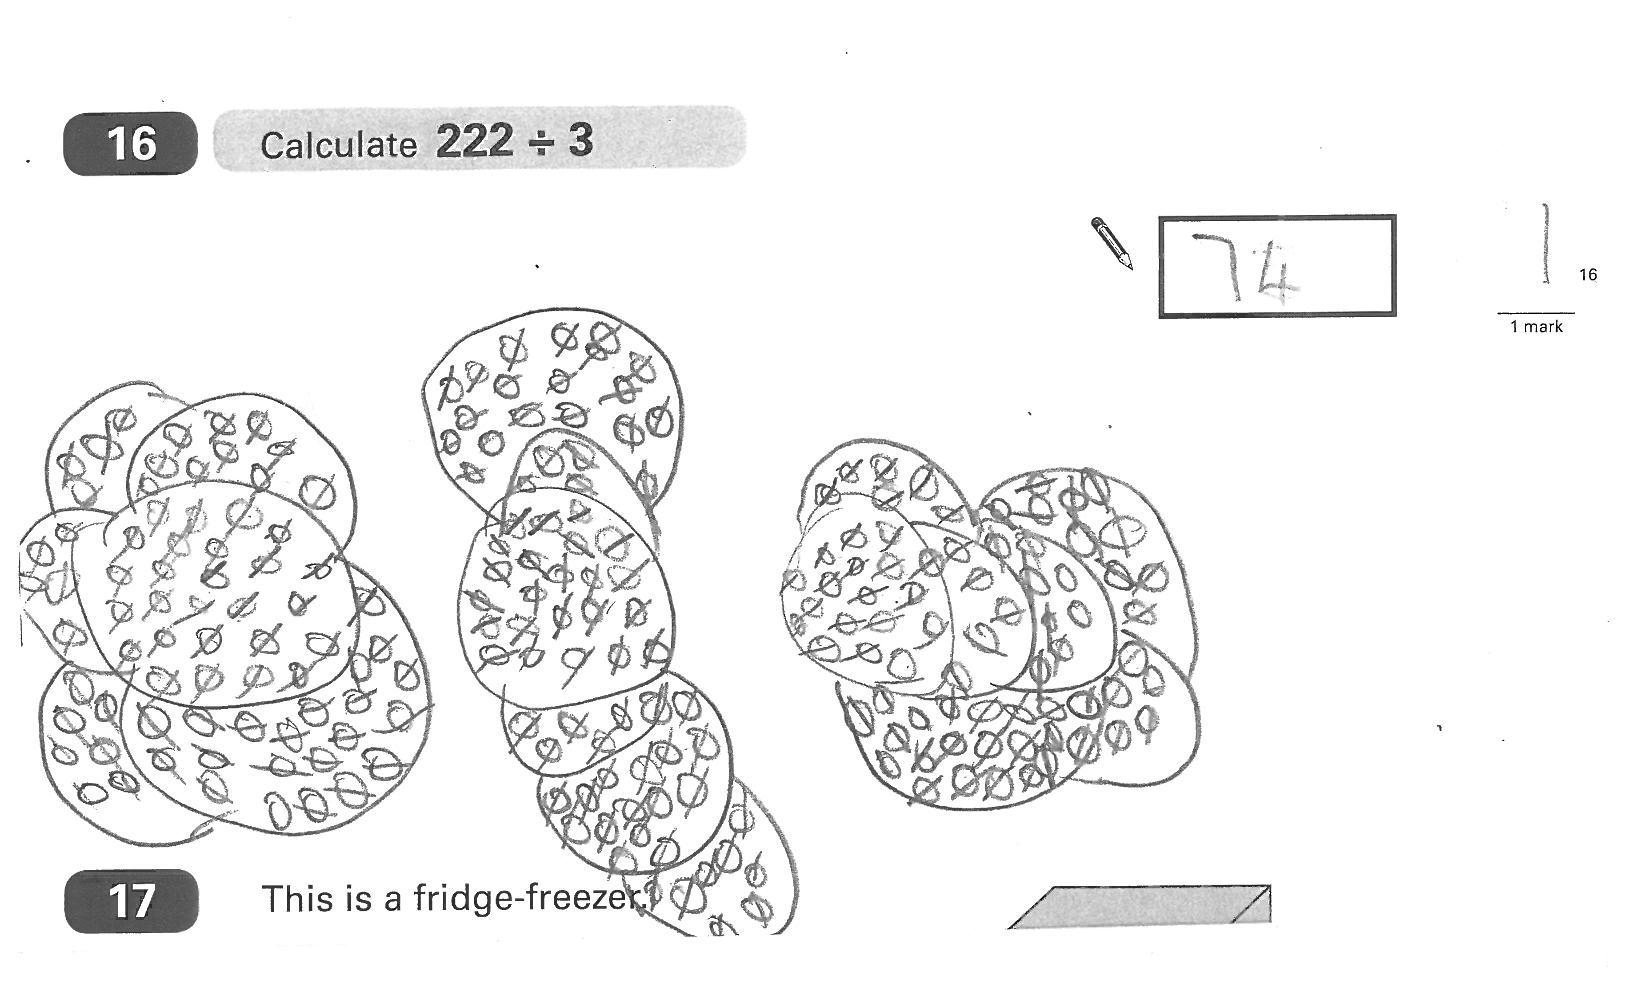 16 Calculate 222 ÷ 3
74
1
16
1 mark
17 This is a fridge-freezer.